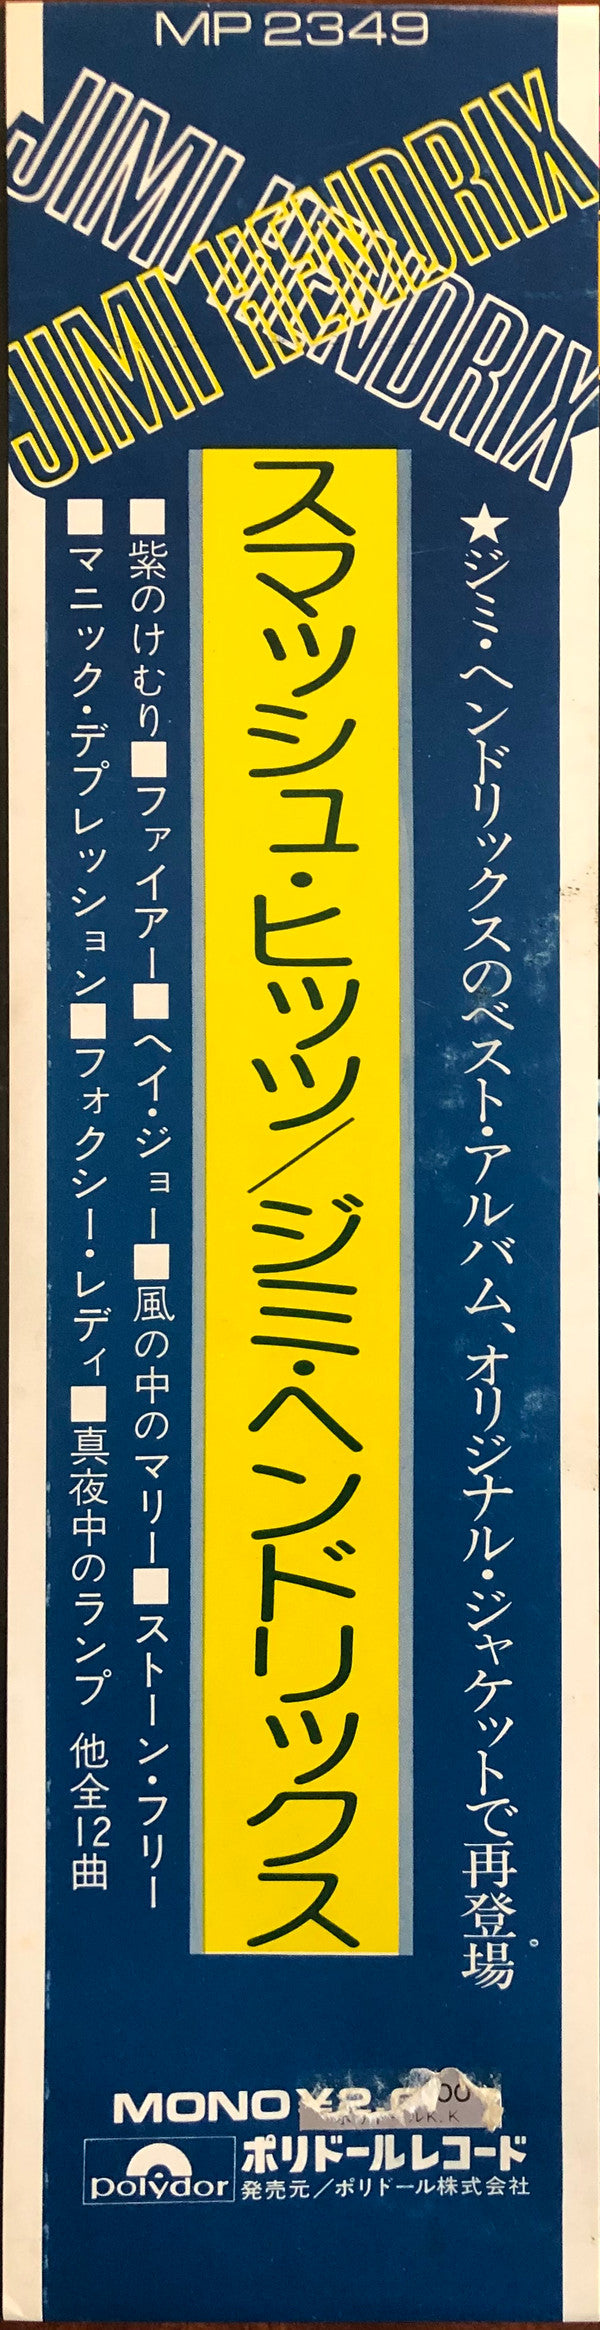 MP 2349
JIMI HENDRIX
JIMI HENDRIX
★ジミ・ヘンドリックスのベスト・アルバム、オリジナル・ジャケットで再登場。
スマッシュ・ヒッツ/ジミ・ヘンドリックス
■紫のけむり■ファイアー■ヘイ・ジョー■風の中のマリー■ストーン・フリー
■マニック・デプレッション■フォクシー・レディ■真夜中のランプ 他全12曲
MONO ¥2,
00
K.K
polydor
ポリドールレコード
発売元/ポリドール株式会社